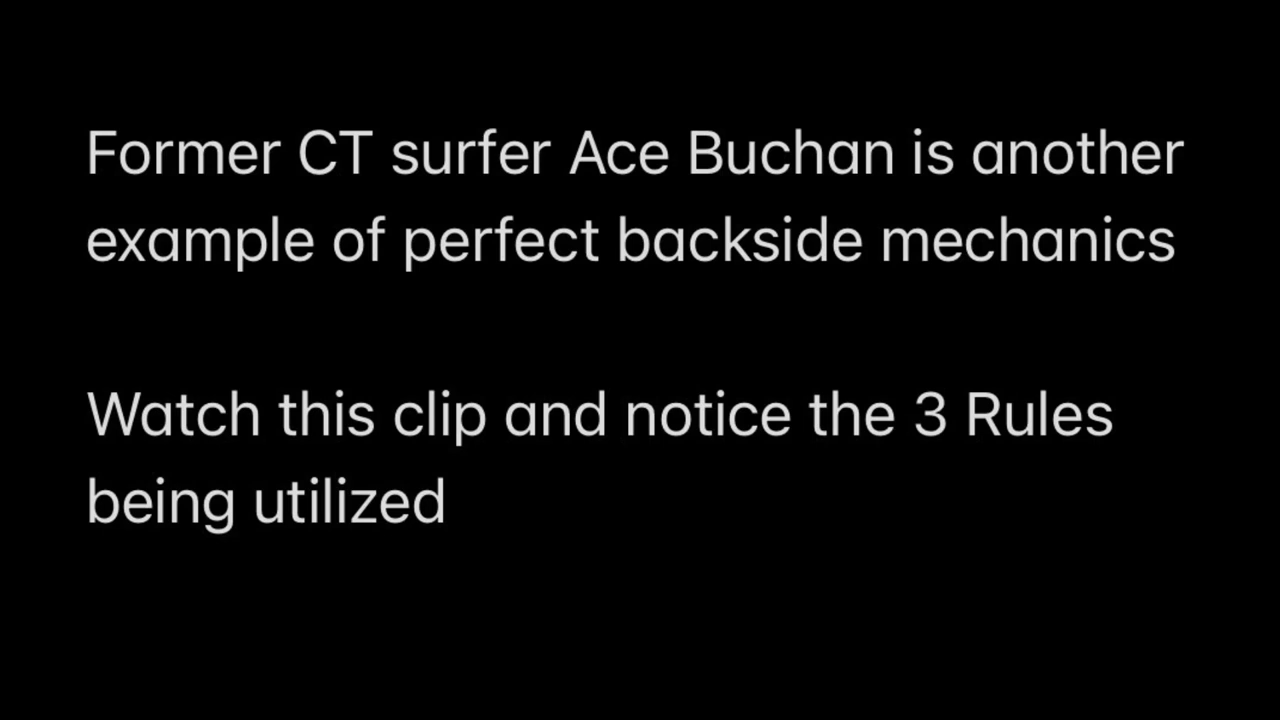 Former CT surfer Ace Buchan is another
example of perfect backside mechanics
Watch this clip and notice the 3 Rules
being utilized